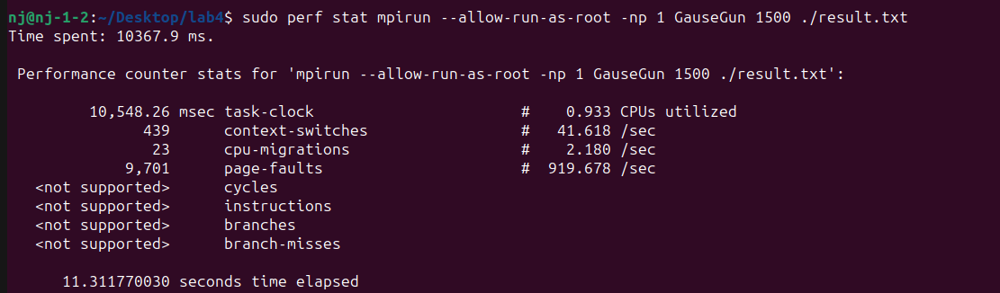 nj@nj-1-2:~/Desktop/lab4$ sudo perf stat mpirun --allow-run-as-root -np 1 GauseGun 1500 ./result.txt
Time spent: 10367.9 ms.
Performance counter stats for 'mpirun --allow-run-as-root -np 1 GauseGun 1500 ./result.txt':
10,548.26 msec task-clock # 0.933 CPUs utilized
439 context-switches # 41.618 /sec
23 cpu-migrations # 2.180 /sec
9,701 page-faults # 919.678 /sec
<not supported> cycles
<not supported> instructions
<not supported> branches
<not supported> branch-misses
11.311770030 seconds time elapsed